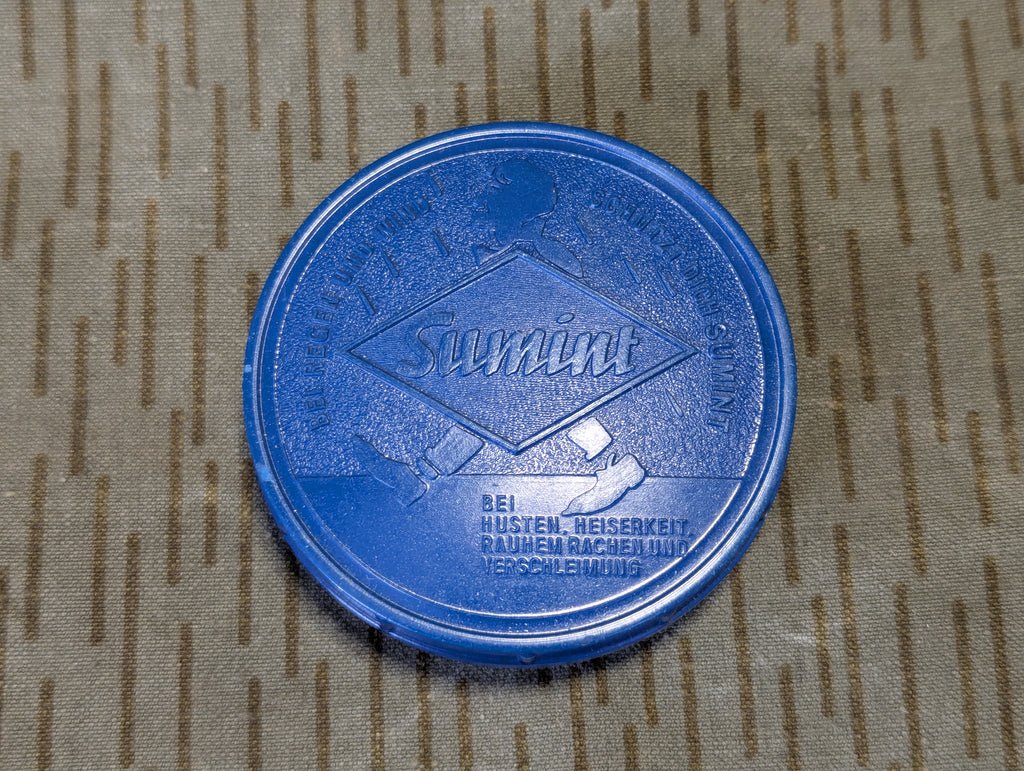 BEI REGEN UND WIND
SCHÜTZE DICH SUMINT
Sumint
BEI
HUSTEN, HEISERKEIT,
RAUHEM RACHEN UND
VERSCHLEIMUNG